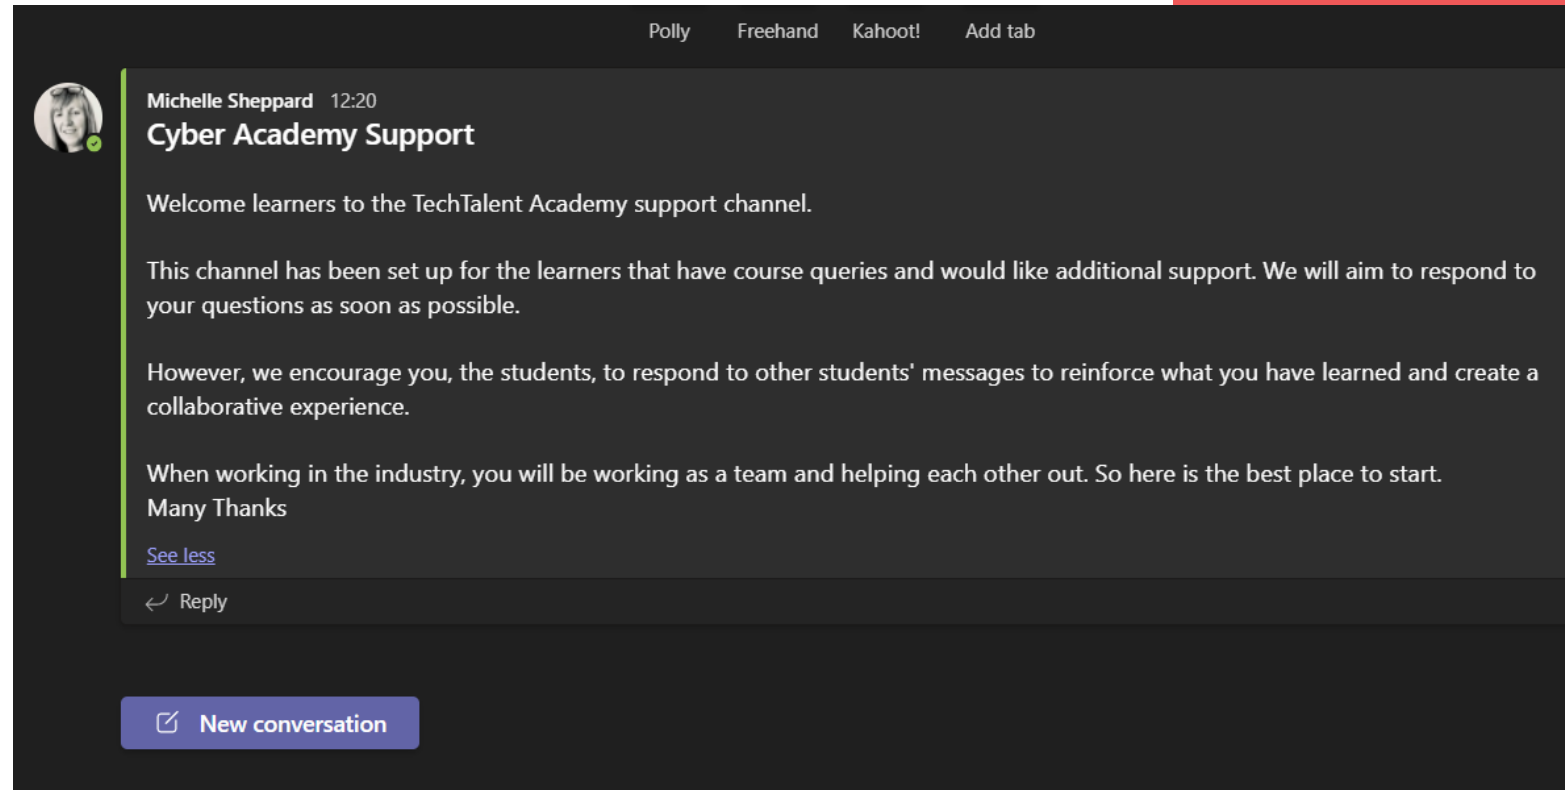 Polly Freehand Kahoot! Add tab
Michelle Sheppard 12:20
Cyber Academy Support
Welcome learners to the TechTalent Academy support channel.
This channel has been set up for the learners that have course queries and would like additional support. We will aim to respond to
your questions as soon as possible.
However, we encourage you, the students, to respond to other students' messages to reinforce what you have learned and create a
collaborative experience.
When working in the industry, you will be working as a team and helping each other out. So here is the best place to start.
Many Thanks
See less
Reply
New conversation